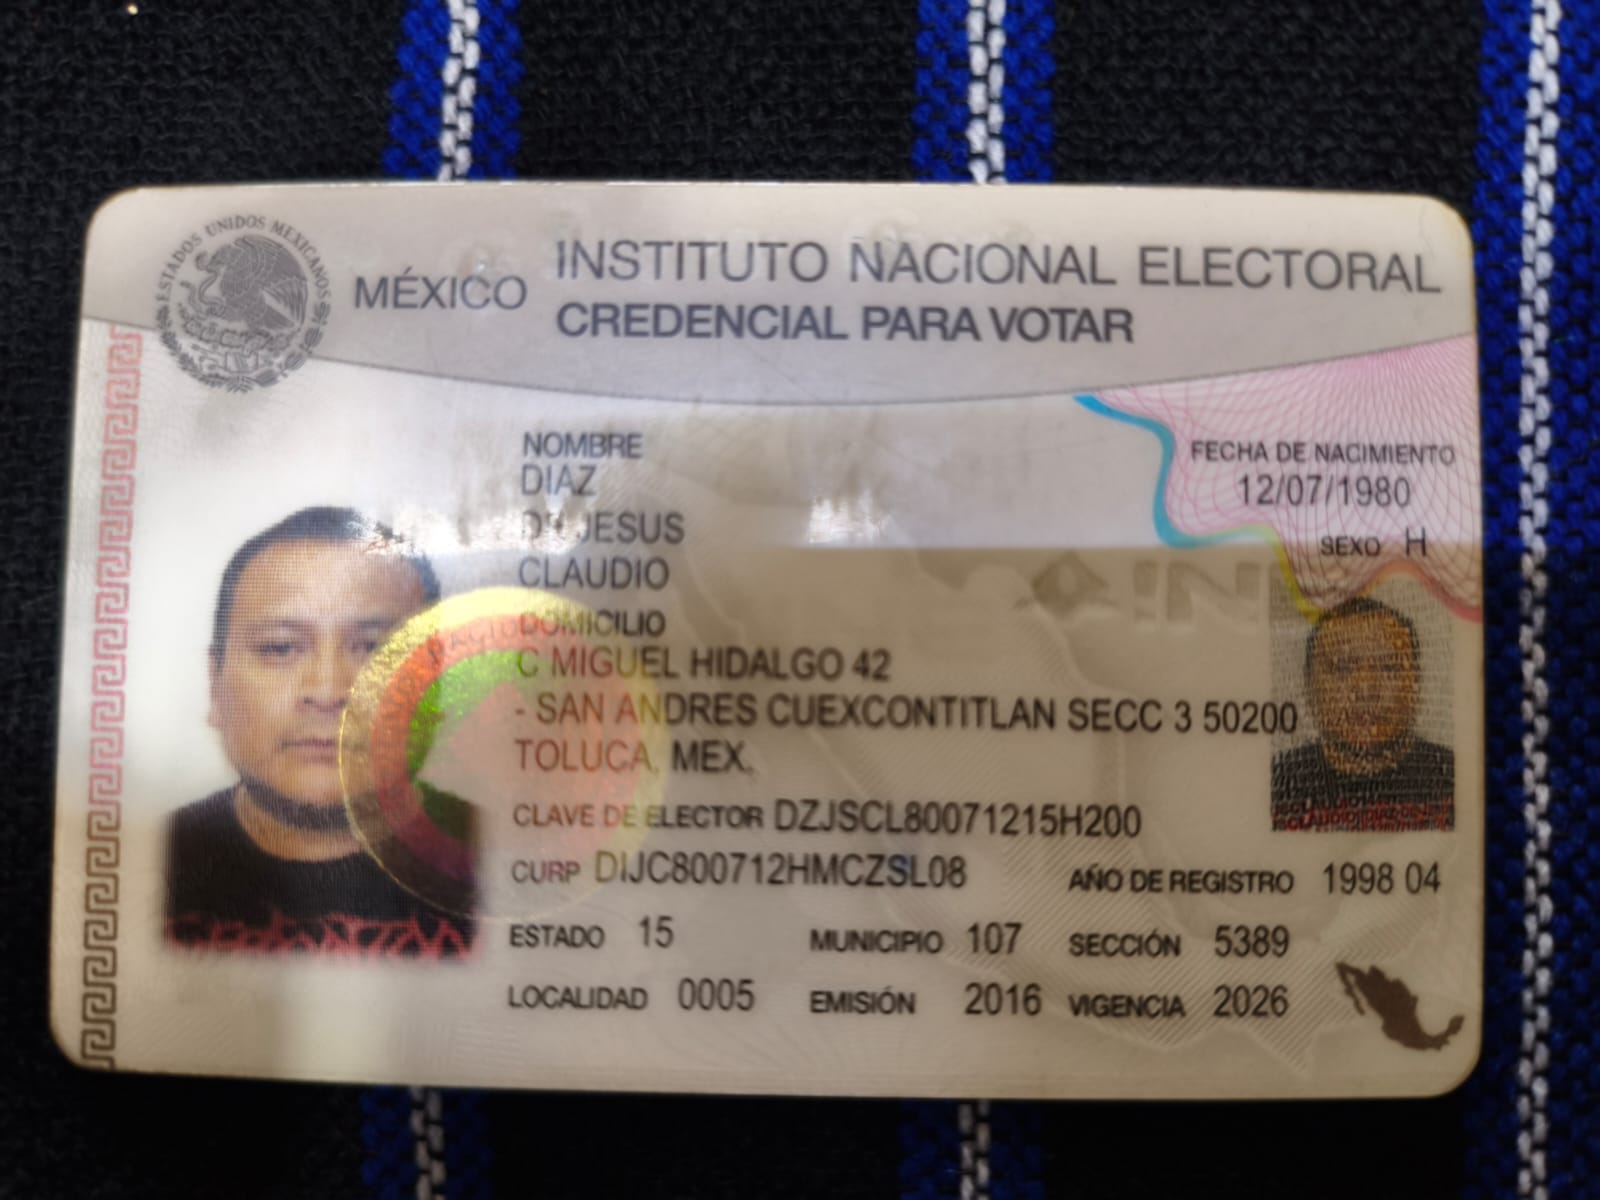 ESTADOS UNIDOS MEXICANOS
MÉXICO
INSTITUTO NACIONAL ELECTORAL
CREDENCIAL PARA VOTAR
NOMBRE
DIAZ
JESUS
CLAUDIO
FECHA DE NACIMIENTO
12/07/1980
SEXO H
DOMICILIO
C MIGUEL HIDALGO 42
- SAN ANDRES CUEXCONTITLAN SECC 3 50200
TOLUCA, MEX.
CLAVE DE ELECTOR DZJSCL80071215H200
CURP DIJC800712HMCZSL08
AÑO DE REGISTRO 1998 04
ESTADO 15 MUNICIPIO 107 SECCIÓN 5389
LOCALIDAD 0005 EMISIÓN 2016 VIGENCIA 2026